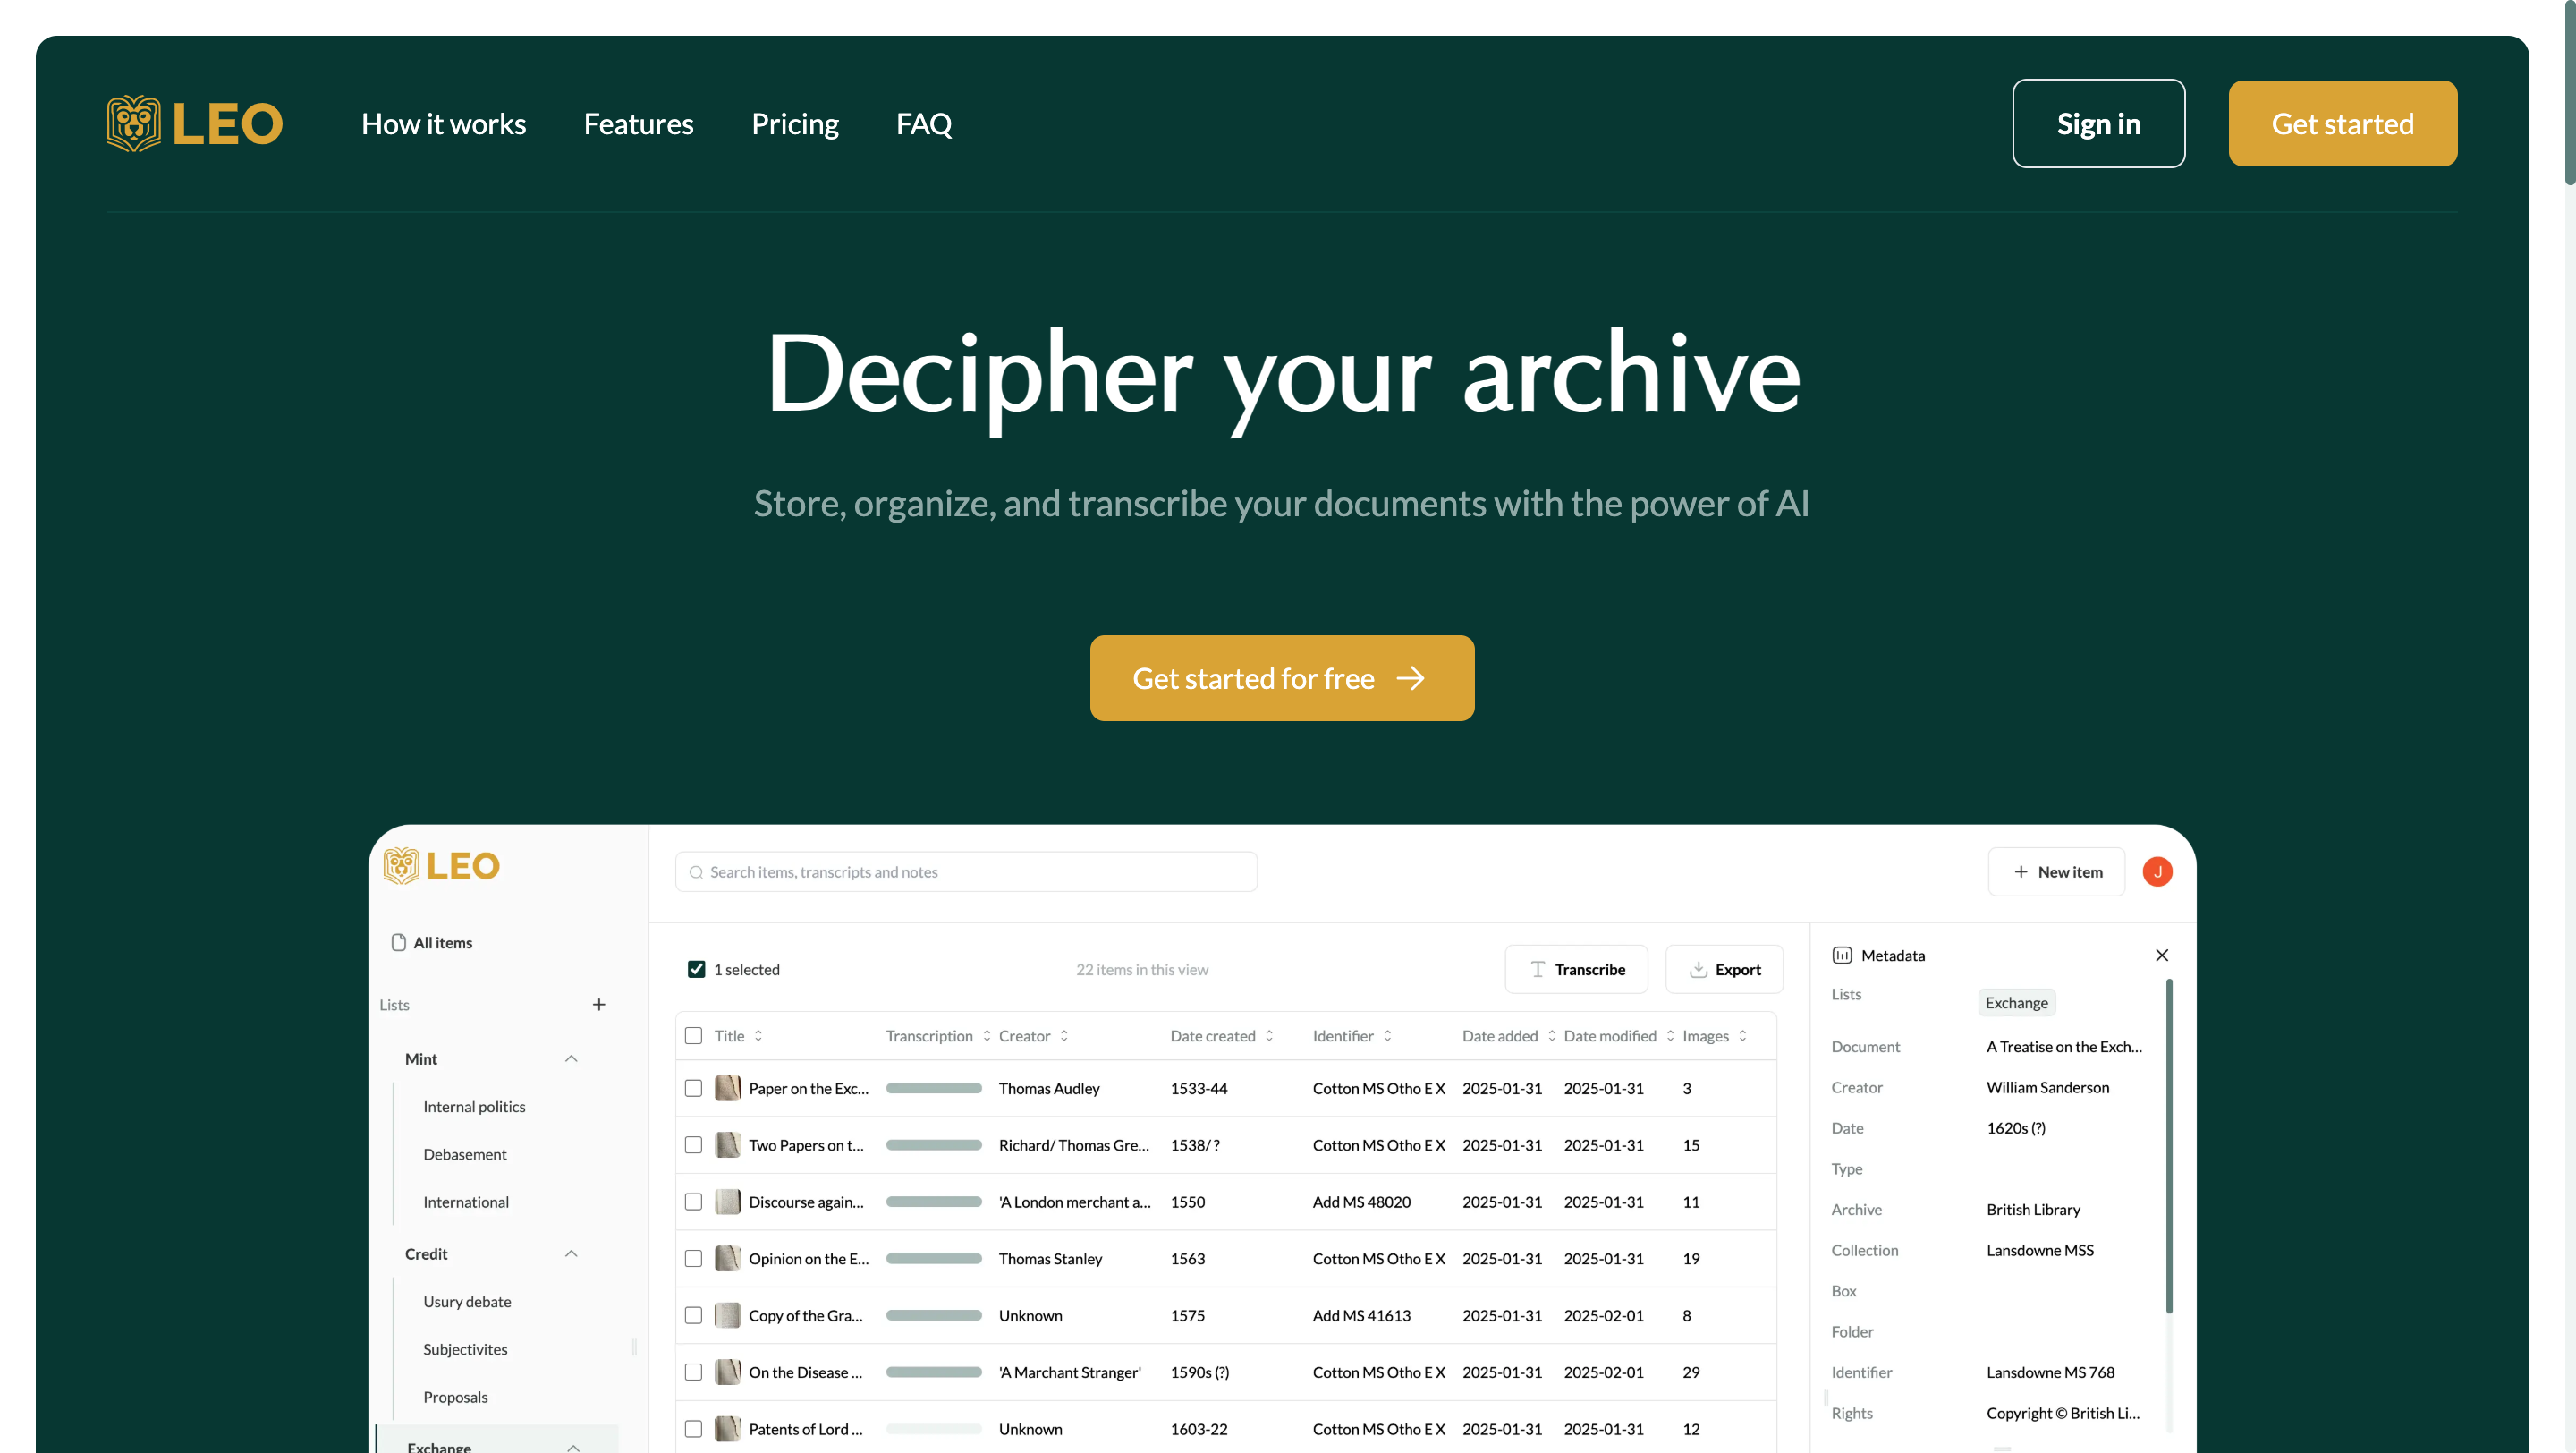 LEO
How it works
Features
Pricing
FAQ
Sign in
Get started
Decipher your archive
Store, organize, and transcribe your documents with the power of AI
Get started for free
LEO
Search items, transcripts and notes
New item
J
All items
Lists
Mint
Internal politics
Debasement
International
Credit
Usury debate
Subjectivites
Proposals
Exchange
1 selected
22 items in this view
Transcribe
Export
Title Transcription Creator Date created Identifier Date added Date modified Images
Paper on the Exc... Thomas Audley 1533-44 Cotton MS Otho E X 2025-01-31 2025-01-31 3
Two Papers on t... Richard/ Thomas Gre... 1538/ ? Cotton MS Otho E X 2025-01-31 2025-01-31 15
Discourse again... 'A London merchant a... 1550 Add MS 48020 2025-01-31 2025-01-31 11
Opinion on the E... Thomas Stanley 1563 Cotton MS Otho E X 2025-01-31 2025-01-31 19
Copy of the Gra... Unknown 1575 Add MS 41613 2025-01-31 2025-02-01 8
On the Disease ... 'A Marchant Stranger' 1590s (?) Cotton MS Otho E X 2025-01-31 2025-02-01 29
Patents of Lord ... Unknown 1603-22 Cotton MS Otho E X 2025-01-31 2025-01-31 12
Metadata
Lists Exchange
Document A Treatise on the Exch...
Creator William Sanderson
Date 1620s (?)
Type
Archive British Library
Collection Lansdowne MSS
Box
Folder
Identifier Lansdowne MS 768
Rights Copyright © British Li...